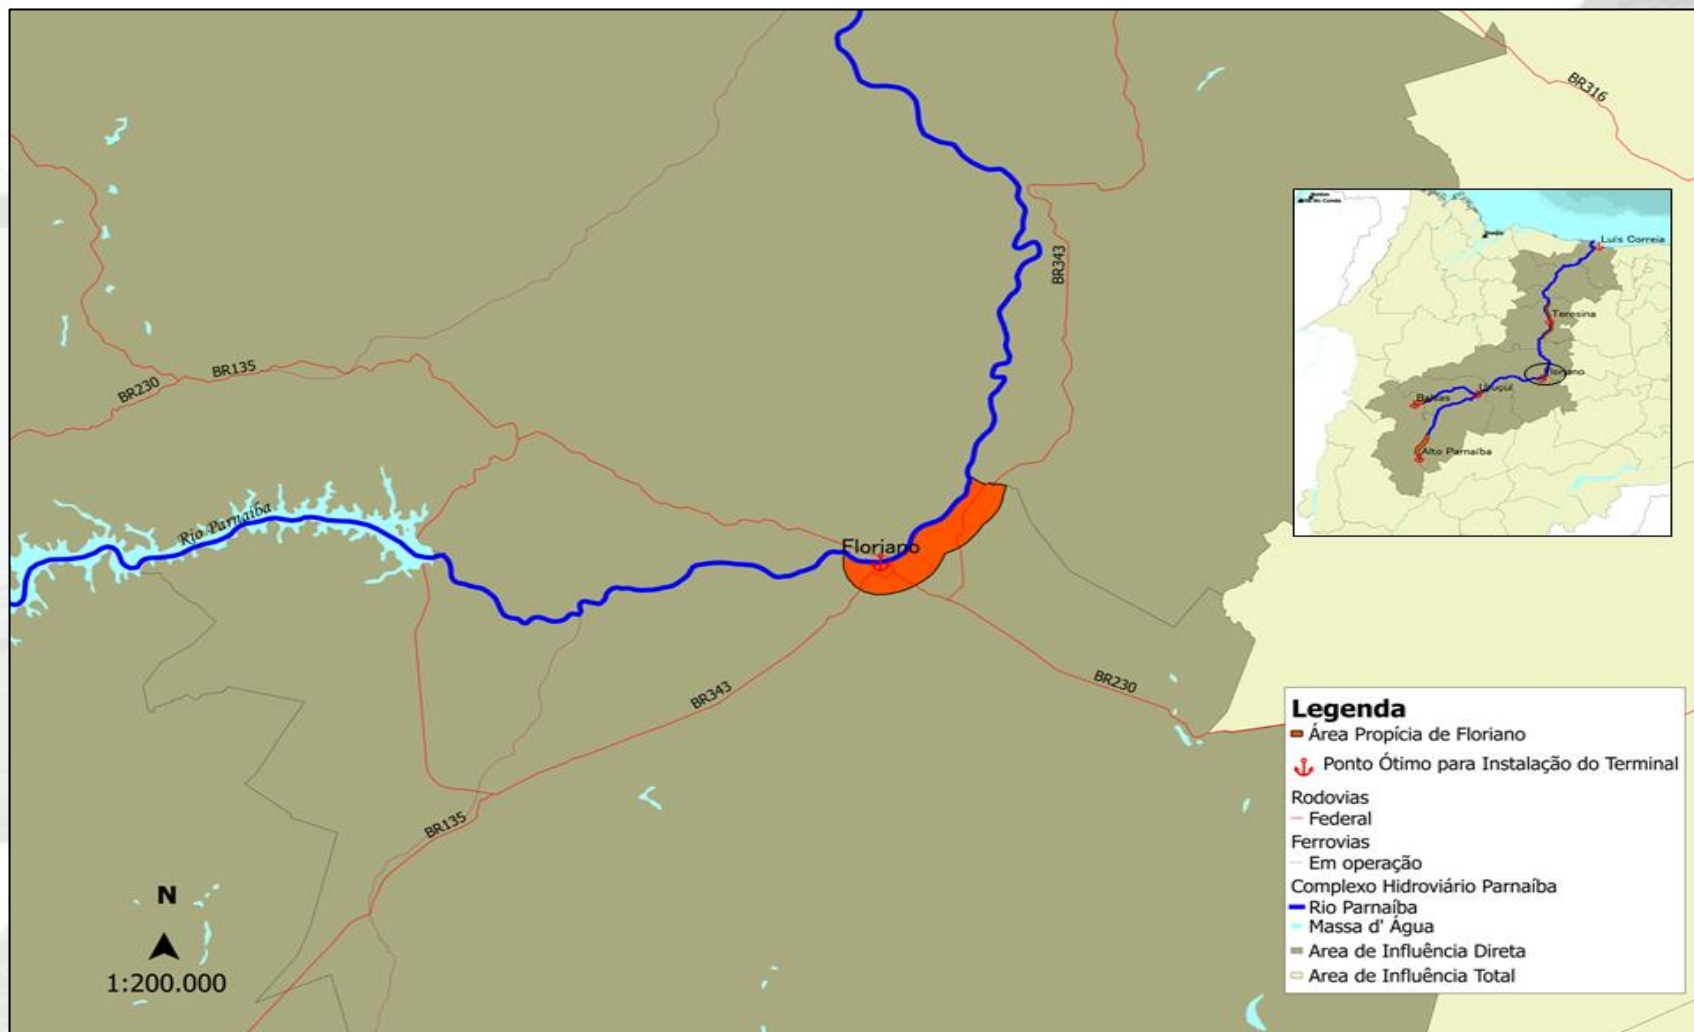 BR316
BR343
Luis Correia
Teresina
Floriano
Uruçuí
Balsas
Alto Parnaíba
BR230
BR135
Rio Parnaíba
Floriano
BR343
BR230
BR135
N
1:200.000
Legenda
Área Propícia de Floriano
Ponto Ótimo para Instalação do Terminal
Rodovias
Federal
Ferrovias
Em operação
Complexo Hidroviário Parnaíba
Rio Parnaíba
Massa d' Água
Area de Influência Direta
Area de Influência Total